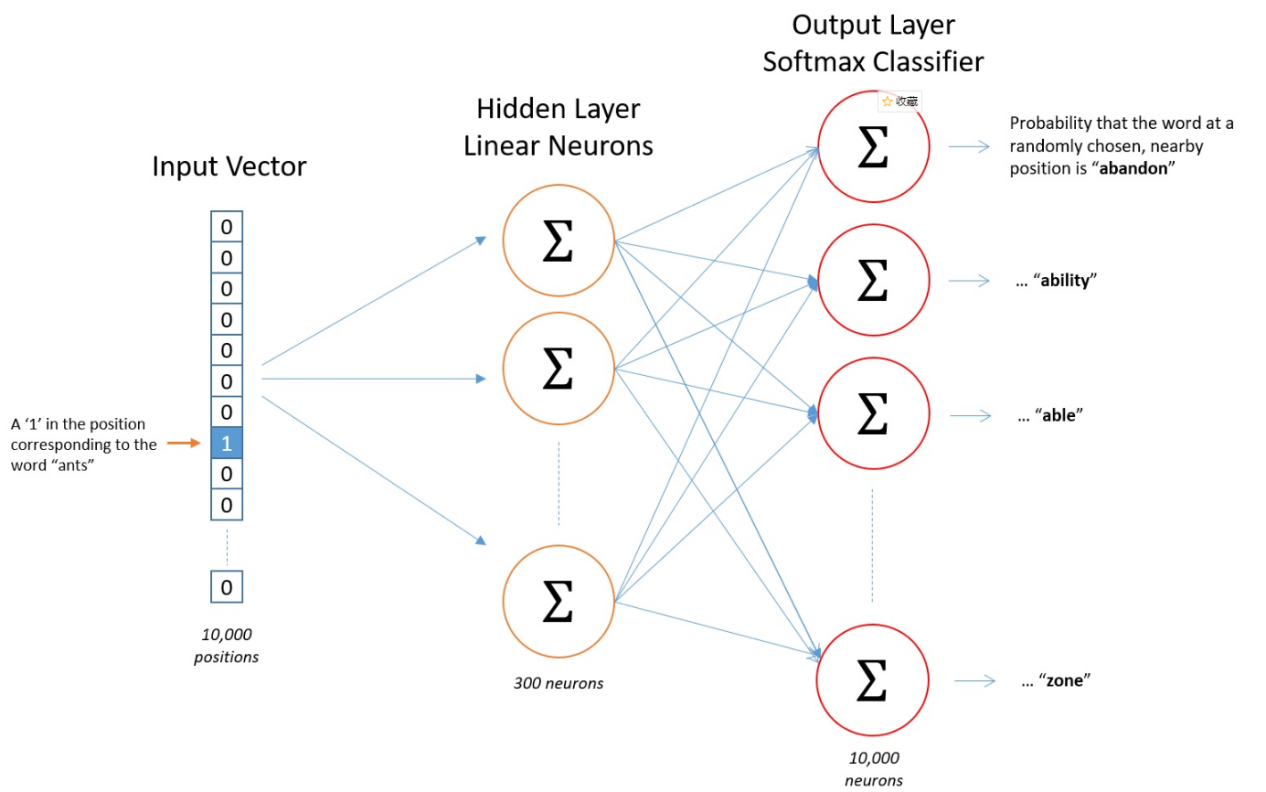 Output Layer
Softmax Classifier
收藏
Hidden Layer
Linear Neurons
Input Vector
Probability that the word at a
randomly chosen, nearby
position is “abandon”
0
0
0
0
0
0
0
1
0
0
0
A ‘1’ in the position
corresponding to the
word “ants”
10,000
positions
Σ
Σ
Σ
300 neurons
Σ
Σ
Σ
Σ
… “ability”
… “able”
… “zone”
10,000
neurons